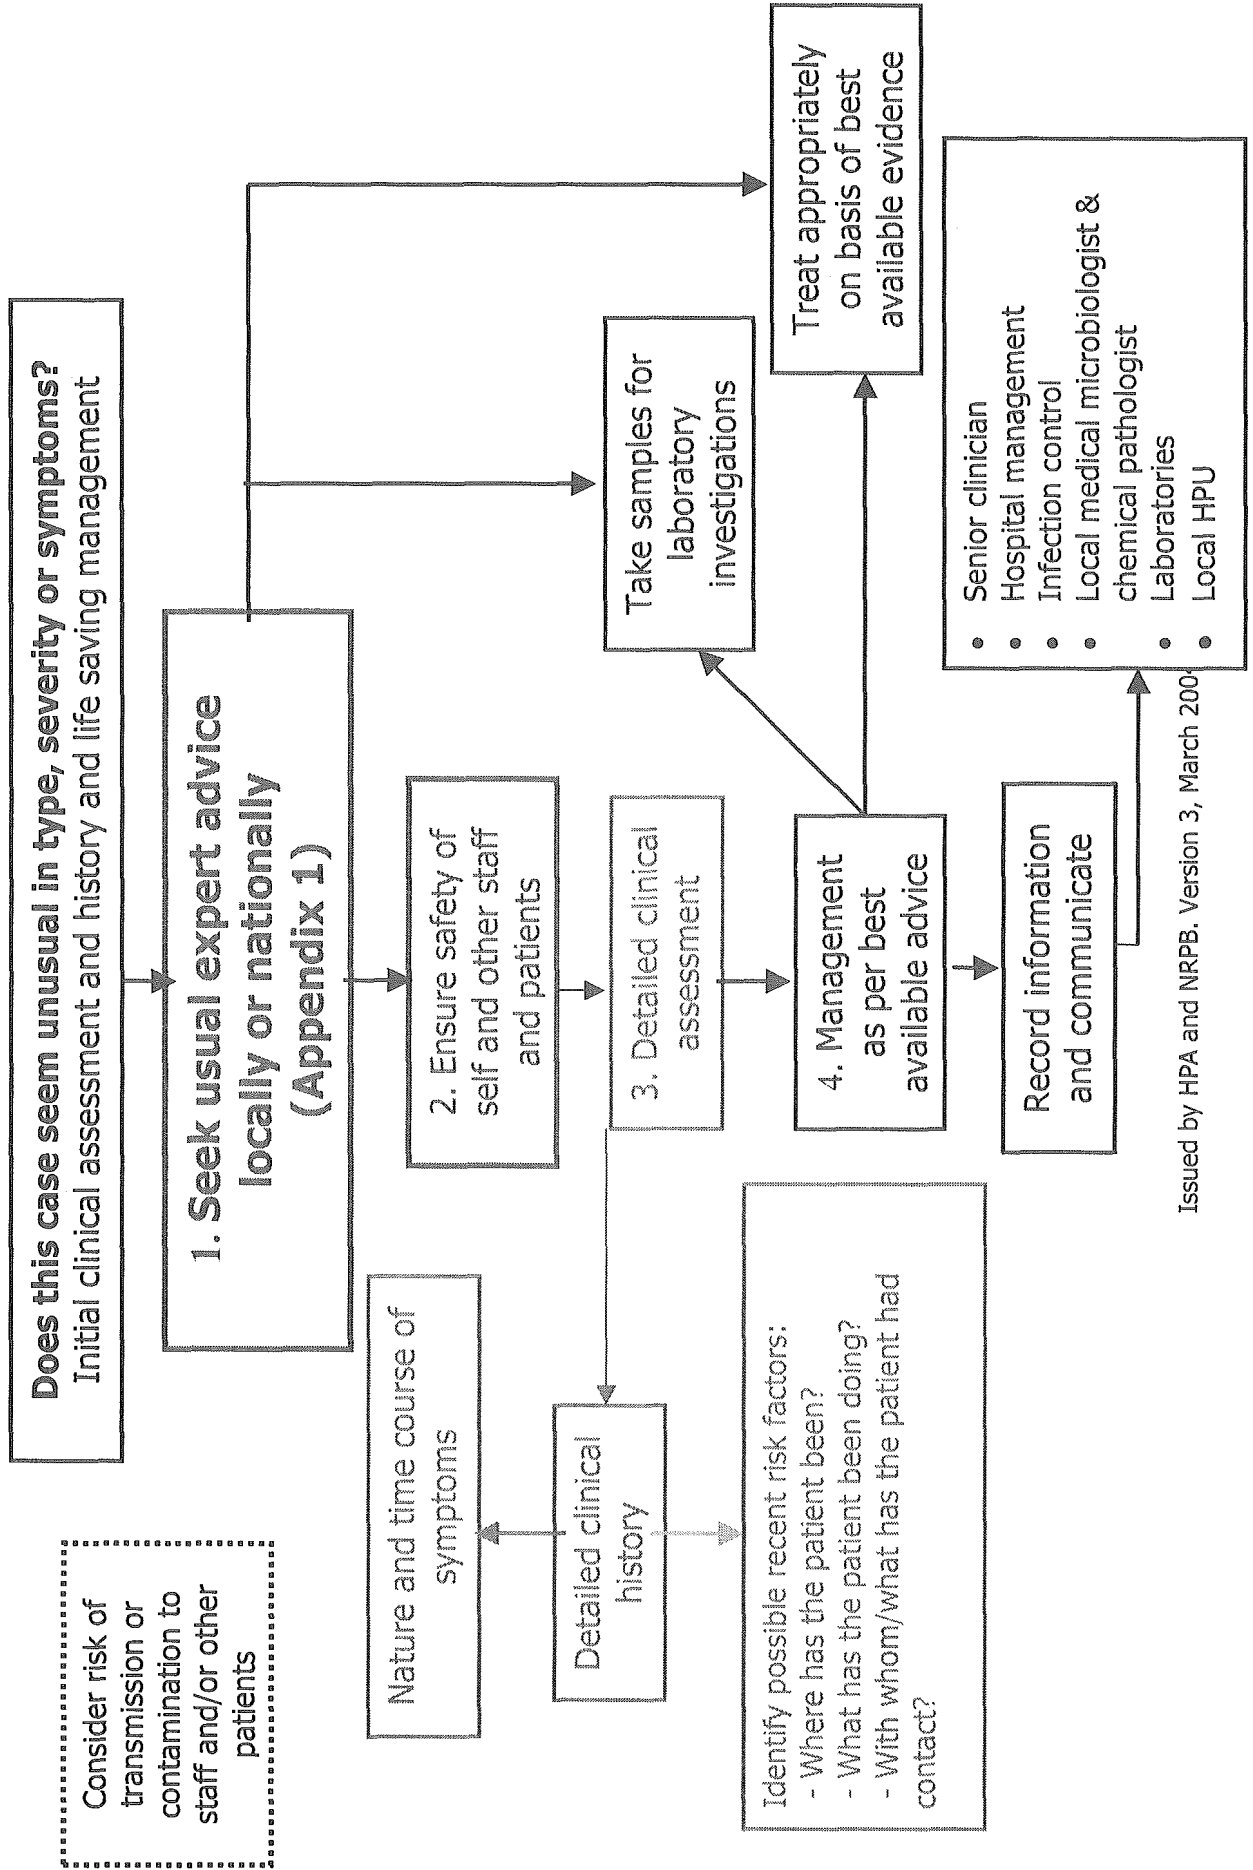 Consider risk of
transmission or
contamination to
staff and/or other
patients
Does this case seem unusual in type, severity or symptoms?
Initial clinical assessment and history and life saving management
1. Seek usual expert advice
locally or nationally
(Appendix 1)
2. Ensure safety of
self and other staff
and patients
3. Detailed clinical
assessment
Nature and time course of
symptoms
Detailed clinical
history
Identify possible recent risk factors:
- Where has the patient been?
- What has the patient been doing?
- With whom/what has the patient had
contact?
4. Management
as per best
available advice
Take samples for
laboratory
investigations
Treat appropriately
on basis of best
available evidence
Record information
and communicate
• Senior clinician
• Hospital management
• Infection control
• Local medical microbiologist &
chemical pathologist
• Laboratories
• Local HPU
Issued by HPA and NRPB. Version 3, March